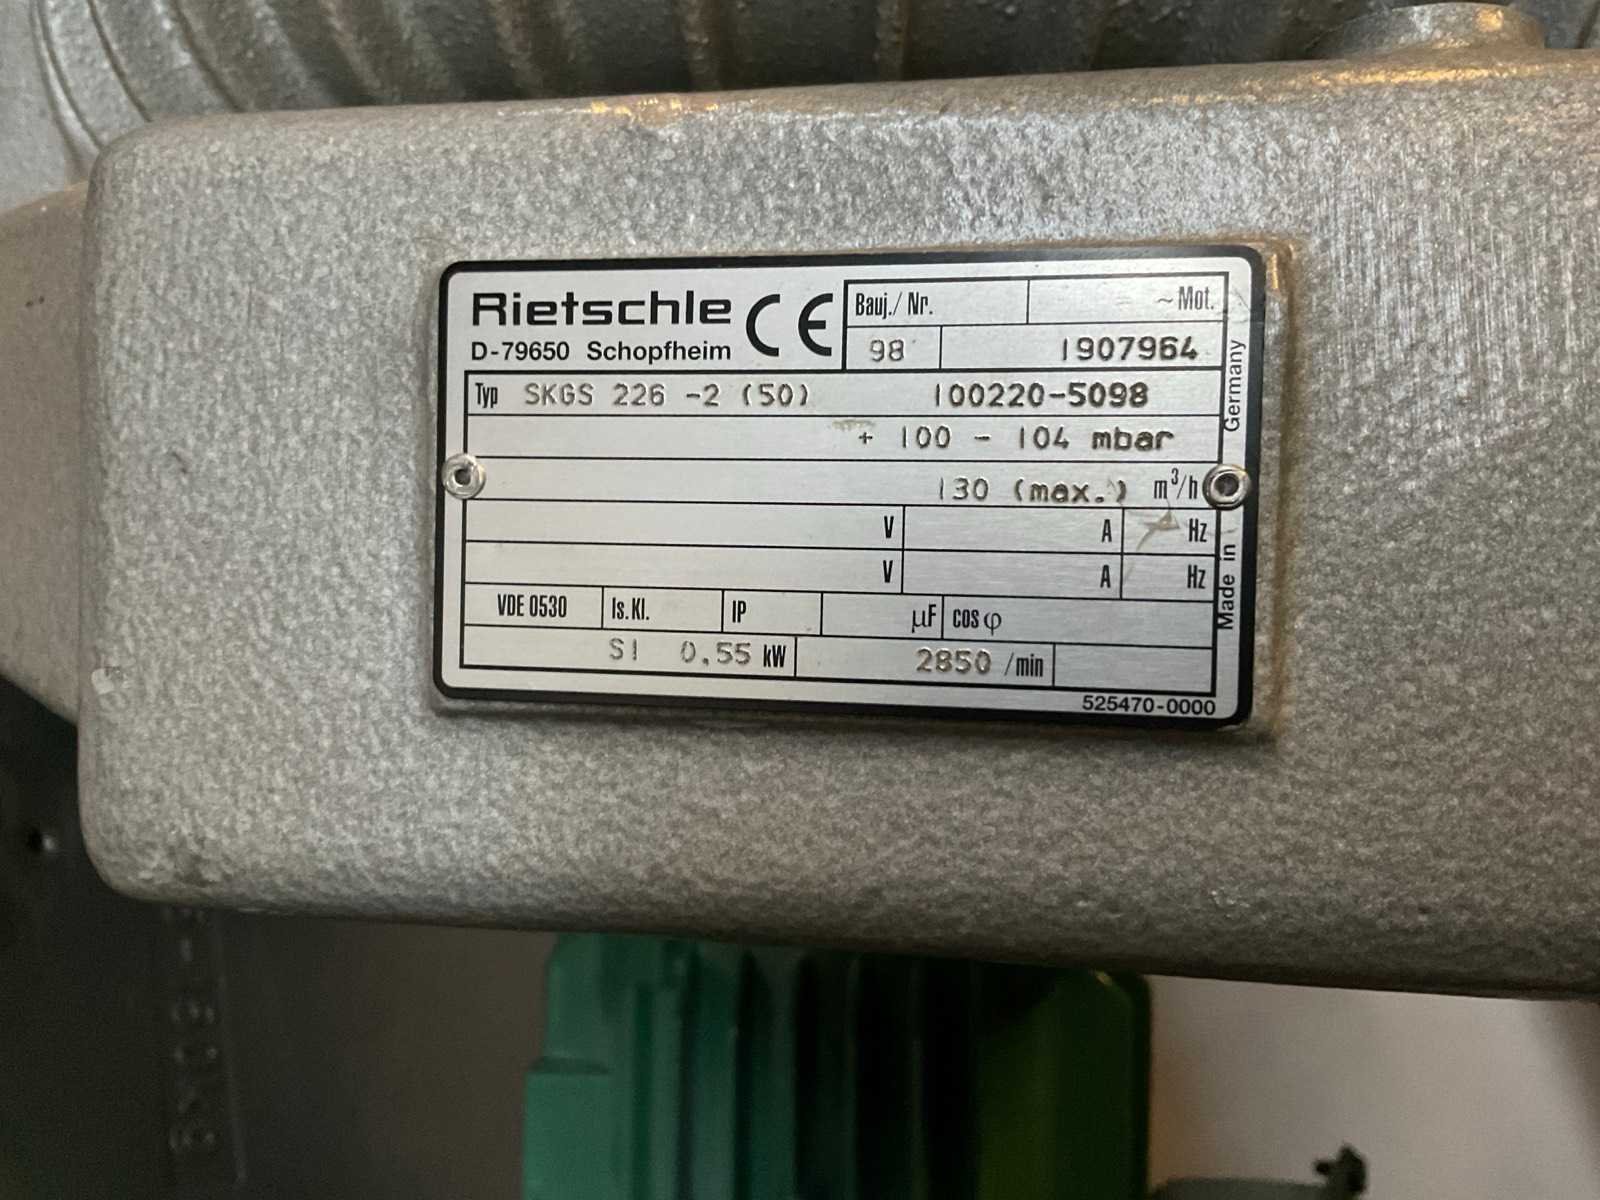 Rietschle CE
D-79650 Schopfheim
Bauj./ Nr. ~Mot.
98 1907964
Typ SKGS 226 -2 (50) 100220-5098
+ 100 - 104 mbar
130 (max.) m³/h
V A Hz
V A Hz
VDE 0530 Is.Kl. IP µF cos φ
S1 0,55 kW 2850 /min
525470-0000
Made in Germany